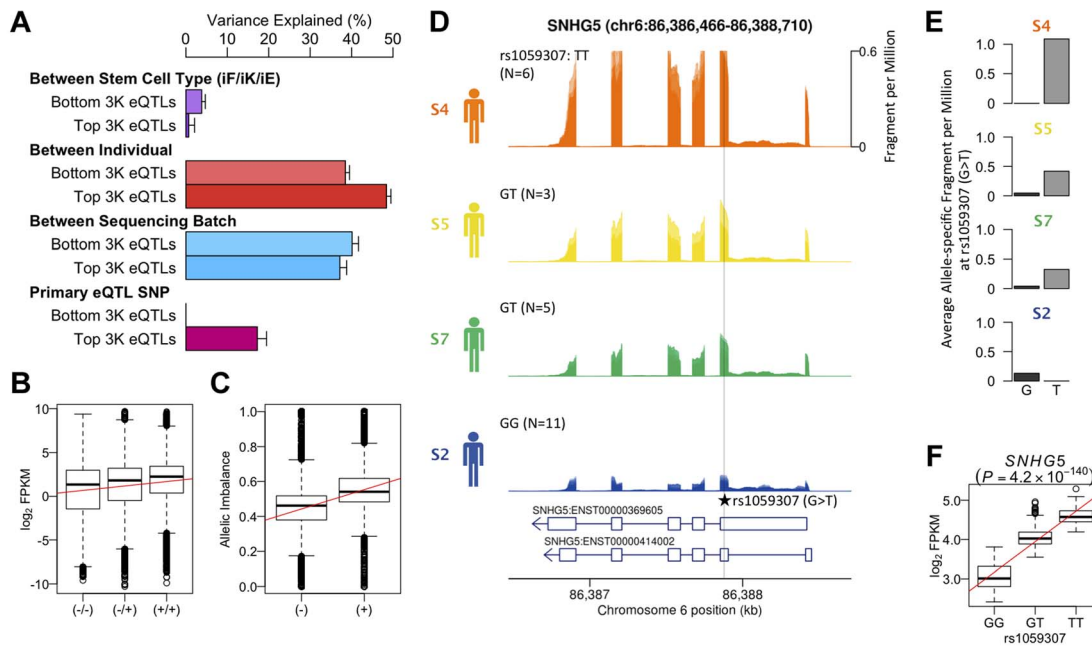 A
Variance Explained (%)
0 10 20 30 40 50
Between Stem Cell Type (iF/iK/iE)
Bottom 3K eQTLs
Top 3K eQTLs
Between Individual
Bottom 3K eQTLs
Top 3K eQTLs
Between Sequencing Batch
Bottom 3K eQTLs
Top 3K eQTLs
Primary eQTL SNP
Bottom 3K eQTLs
Top 3K eQTLs
B
log2 FPKM
10
5
0
-5
-10
(-/-) (-/+) (+/+)
C
Allelic Imbalance
1.0
0.8
0.6
0.4
0.2
0.0
(-) (+)
D
SNHG5 (chr6:86,386,466-86,388,710)
rs1059307: TT
(N=6)
S4
0.6
0
Fragment per Million
GT (N=3)
S5
GT (N=5)
S7
GG (N=11)
S2
★rs1059307 (G>T)
SNHG5:ENST00000369605
SNHG5:ENST00000414002
86,387 86,388
Chromosome 6 position (kb)
E
Average Allele-specific Fragment per Million
at rs1059307 (G>T)
S4
1.0
0.5
0
S5
1.0
0.5
0
S7
1.0
0.5
0
S2
1.0
0.5
0
G T
F
SNHG5
(P = 4.2 × 10−140)
log2 FPKM
5.0
4.0
3.0
GG GT TT
rs1059307